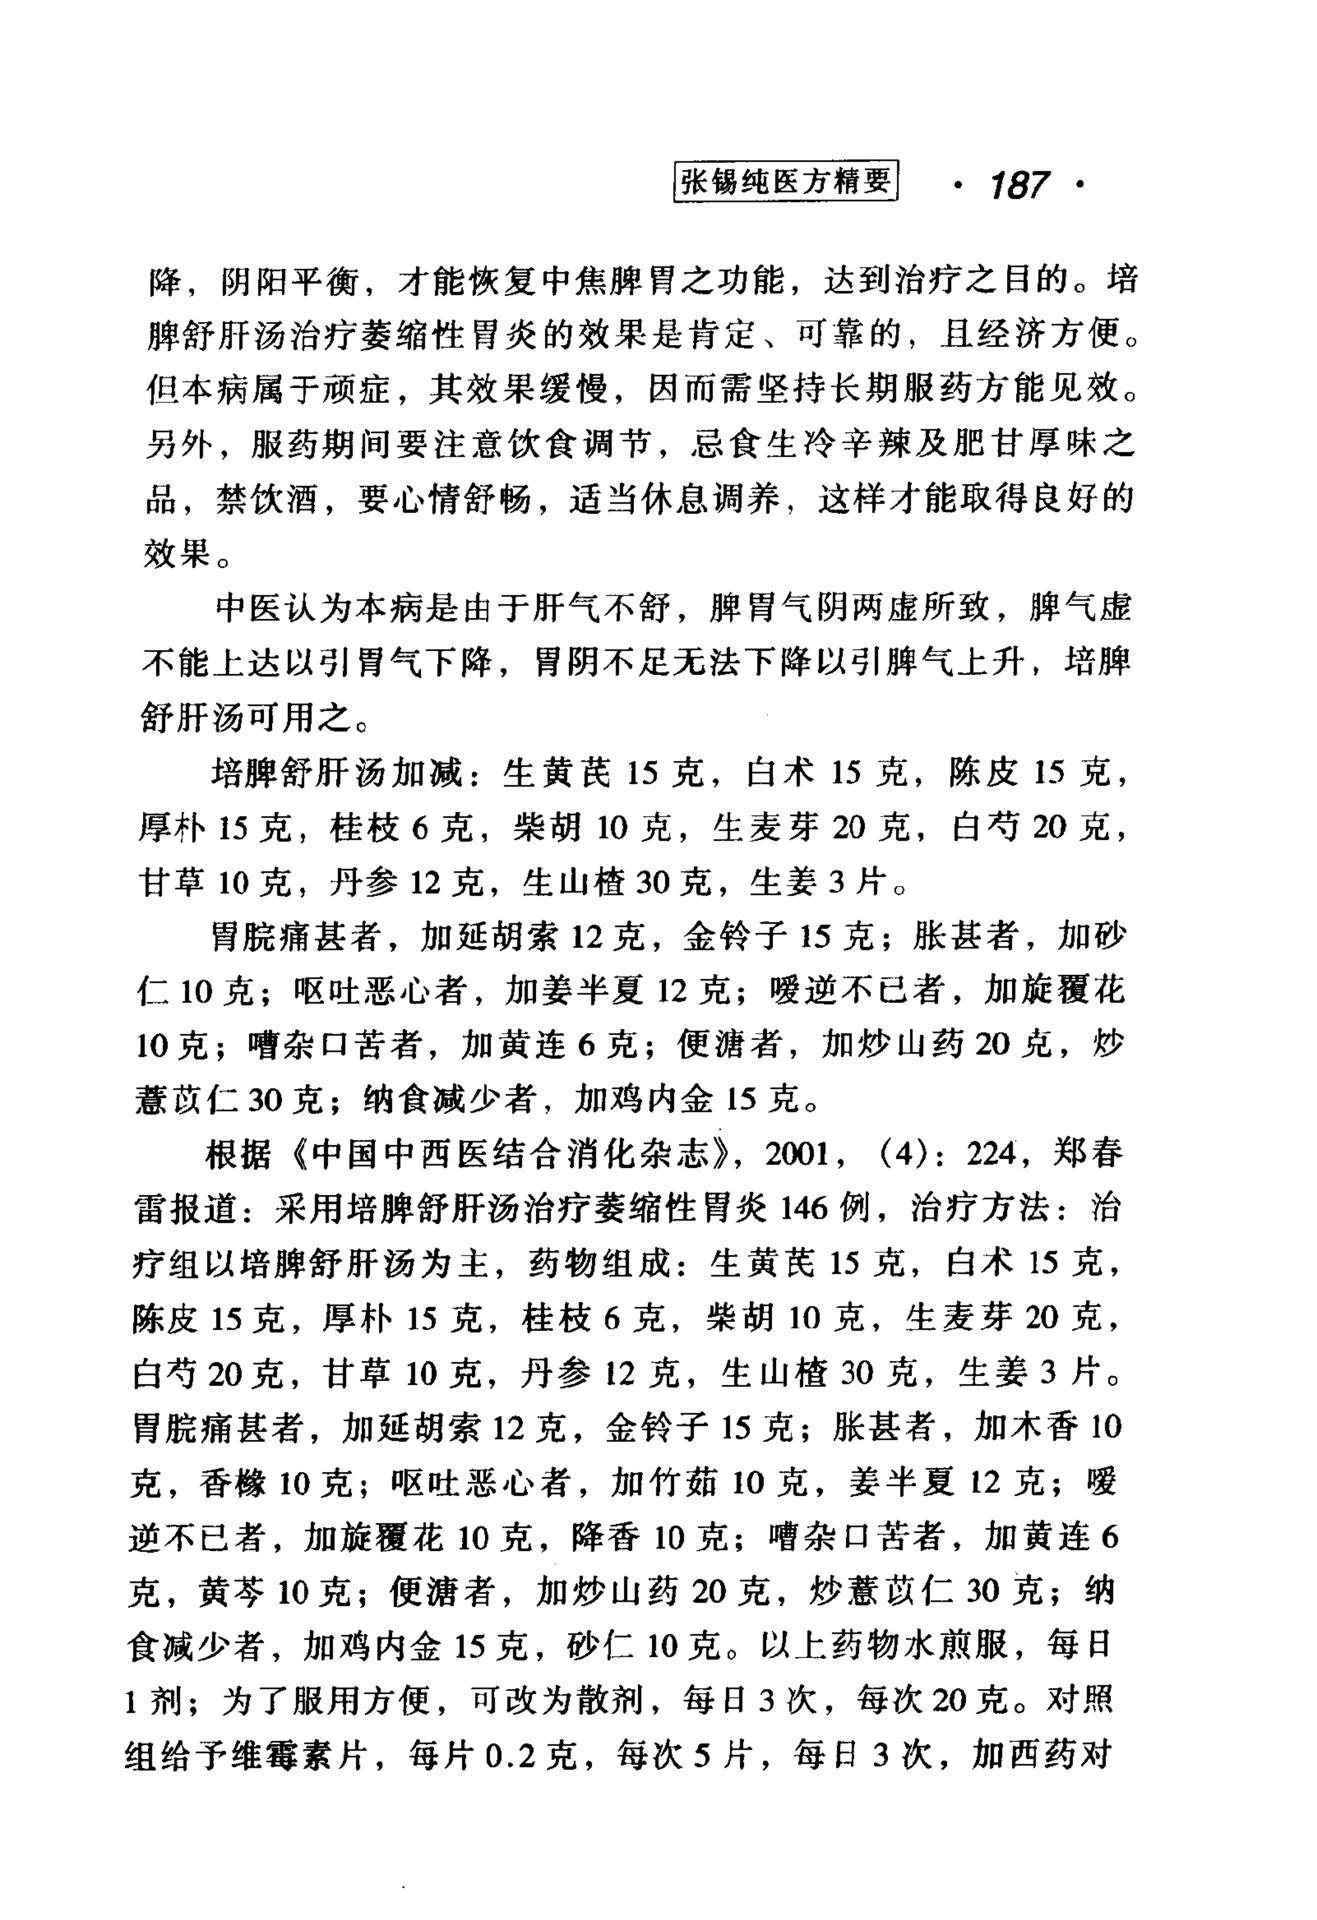 张锡纯医方精要 · 187 ·
降，阴阳平衡，才能恢复中焦脾胃之功能，达到治疗之目的。培
脾舒肝汤治疗萎缩性胃炎的效果是肯定、可靠的，且经济方便。
但本病属于顽症，其效果缓慢，因而需坚持长期服药方能见效。
另外，服药期间要注意饮食调节，忌食生冷辛辣及肥甘厚味之
品，禁饮酒，要心情舒畅，适当休息调养，这样才能取得良好的
效果。
中医认为本病是由于肝气不舒，脾胃气阴两虚所致，脾气虚
不能上达以引胃气下降，胃阴不足无法下降以引脾气上升，培脾
舒肝汤可用之。
培脾舒肝汤加减：生黄芪 15 克，白术 15 克，陈皮 15 克，
厚朴 15 克，桂枝 6 克，柴胡 10 克，生麦芽 20 克，白芍 20 克，
甘草 10 克，丹参 12 克，生山楂 30 克，生姜 3 片。
胃脘痛甚者，加延胡索 12 克，金铃子 15 克；胀甚者，加砂
仁 10 克；呕吐恶心者，加姜半夏 12 克；嗳逆不已者，加旋覆花
10 克；嘈杂口苦者，加黄连 6 克；便溏者，加炒山药 20 克，炒
薏苡仁 30 克；纳食减少者，加鸡内金 15 克。
根据《中国中西医结合消化杂志》，2001，（4）：224，郑春
雷报道：采用培脾舒肝汤治疗萎缩性胃炎 146 例，治疗方法：治
疗组以培脾舒肝汤为主，药物组成：生黄芪 15 克，白术 15 克，
陈皮 15 克，厚朴 15 克，桂枝 6 克，柴胡 10 克，生麦芽 20 克，
白芍 20 克，甘草 10 克，丹参 12 克，生山楂 30 克，生姜 3 片。
胃脘痛甚者，加延胡索 12 克，金铃子 15 克；胀甚者，加木香 10
克，香橼 10 克；呕吐恶心者，加竹茹 10 克，姜半夏 12 克；嗳
逆不已者，加旋覆花 10 克，降香 10 克；嘈杂口苦者，加黄连 6
克，黄芩 10 克；便溏者，加炒山药 20 克，炒薏苡仁 30 克；纳
食减少者，加鸡内金 15 克，砂仁 10 克。以上药物水煎服，每日
1 剂；为了服用方便，可改为散剂，每日 3 次，每次 20 克。对照
组给予维霉素片，每片 0.2 克，每次 5 片，每日 3 次，加西药对